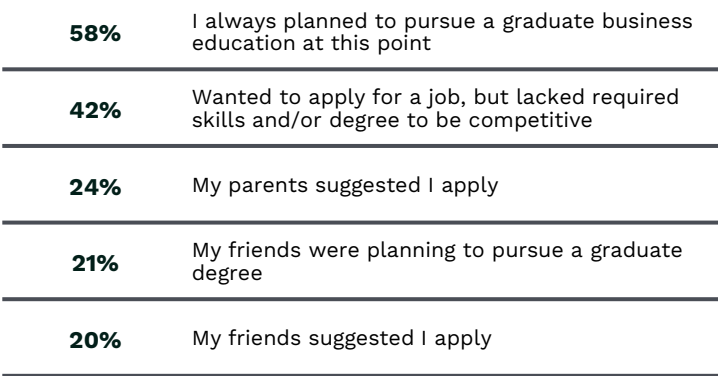 58%
I always planned to pursue a graduate business
education at this point
42%
Wanted to apply for a job, but lacked required
skills and/or degree to be competitive
24%
My parents suggested I apply
21%
My friends were planning to pursue a graduate
degree
20%
My friends suggested I apply